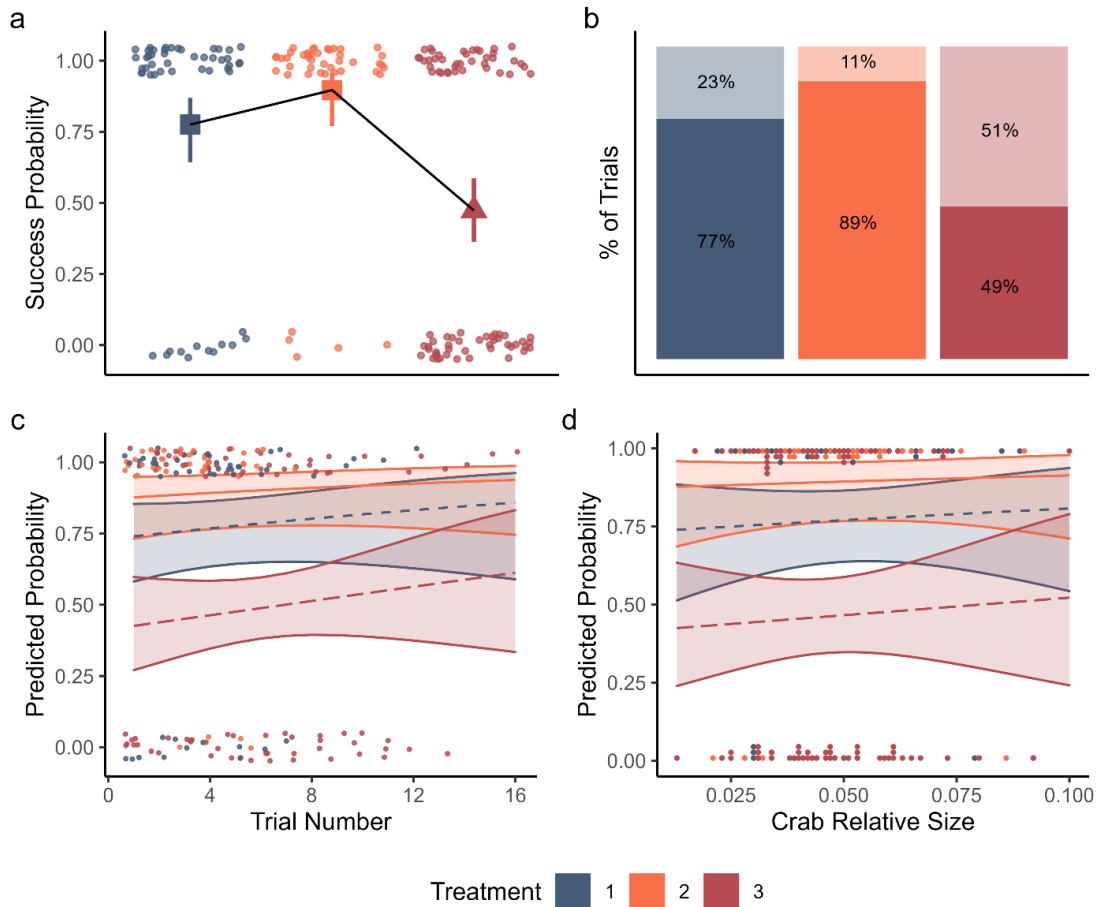 a
1.00
0.75
0.50
0.25
0.00
Success Probability
b
% of Trials
23%
77%
11%
89%
51%
49%
c
1.00
0.75
0.50
0.25
0.00
Predicted Probability
0 4 8 12 16
Trial Number
d
1.00
0.75
0.50
0.25
0.00
Predicted Probability
0.025 0.050 0.075 0.100
Crab Relative Size
Treatment 1 2 3